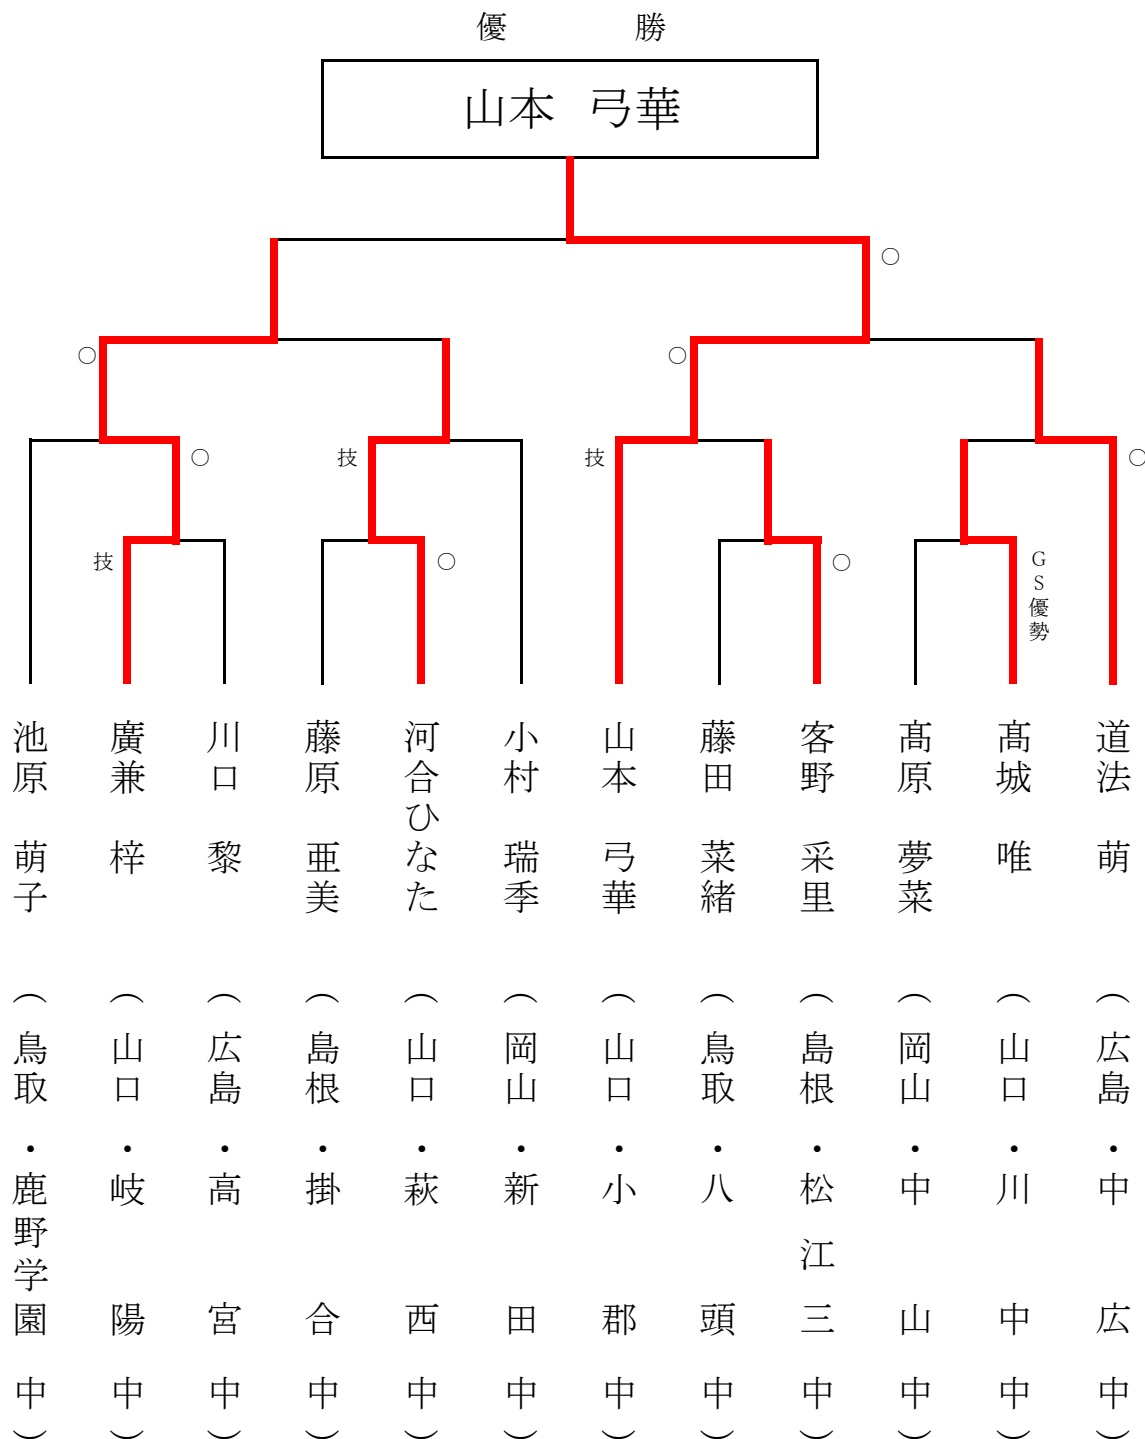 優　勝
山本 弓華
○
○
○
○
技
技
○
技
○
○
GS優勢
池原 萌子 （鳥取・鹿野学園中）
廣兼 梓 （山口・岐陽中）
川口 黎 （広島・高宮中）
藤原 亜美 （島根・掛合中）
河合ひなた （山口・萩西中）
小村 瑞季 （岡山・新田中）
山本 弓華 （山口・小郡中）
藤田 菜緒 （鳥取・八頭中）
客野 采里 （島根・松江三中）
髙原 夢菜 （岡山・中山中）
髙城 唯 （山口・川中中）
道法 萌 （広島・中広中）